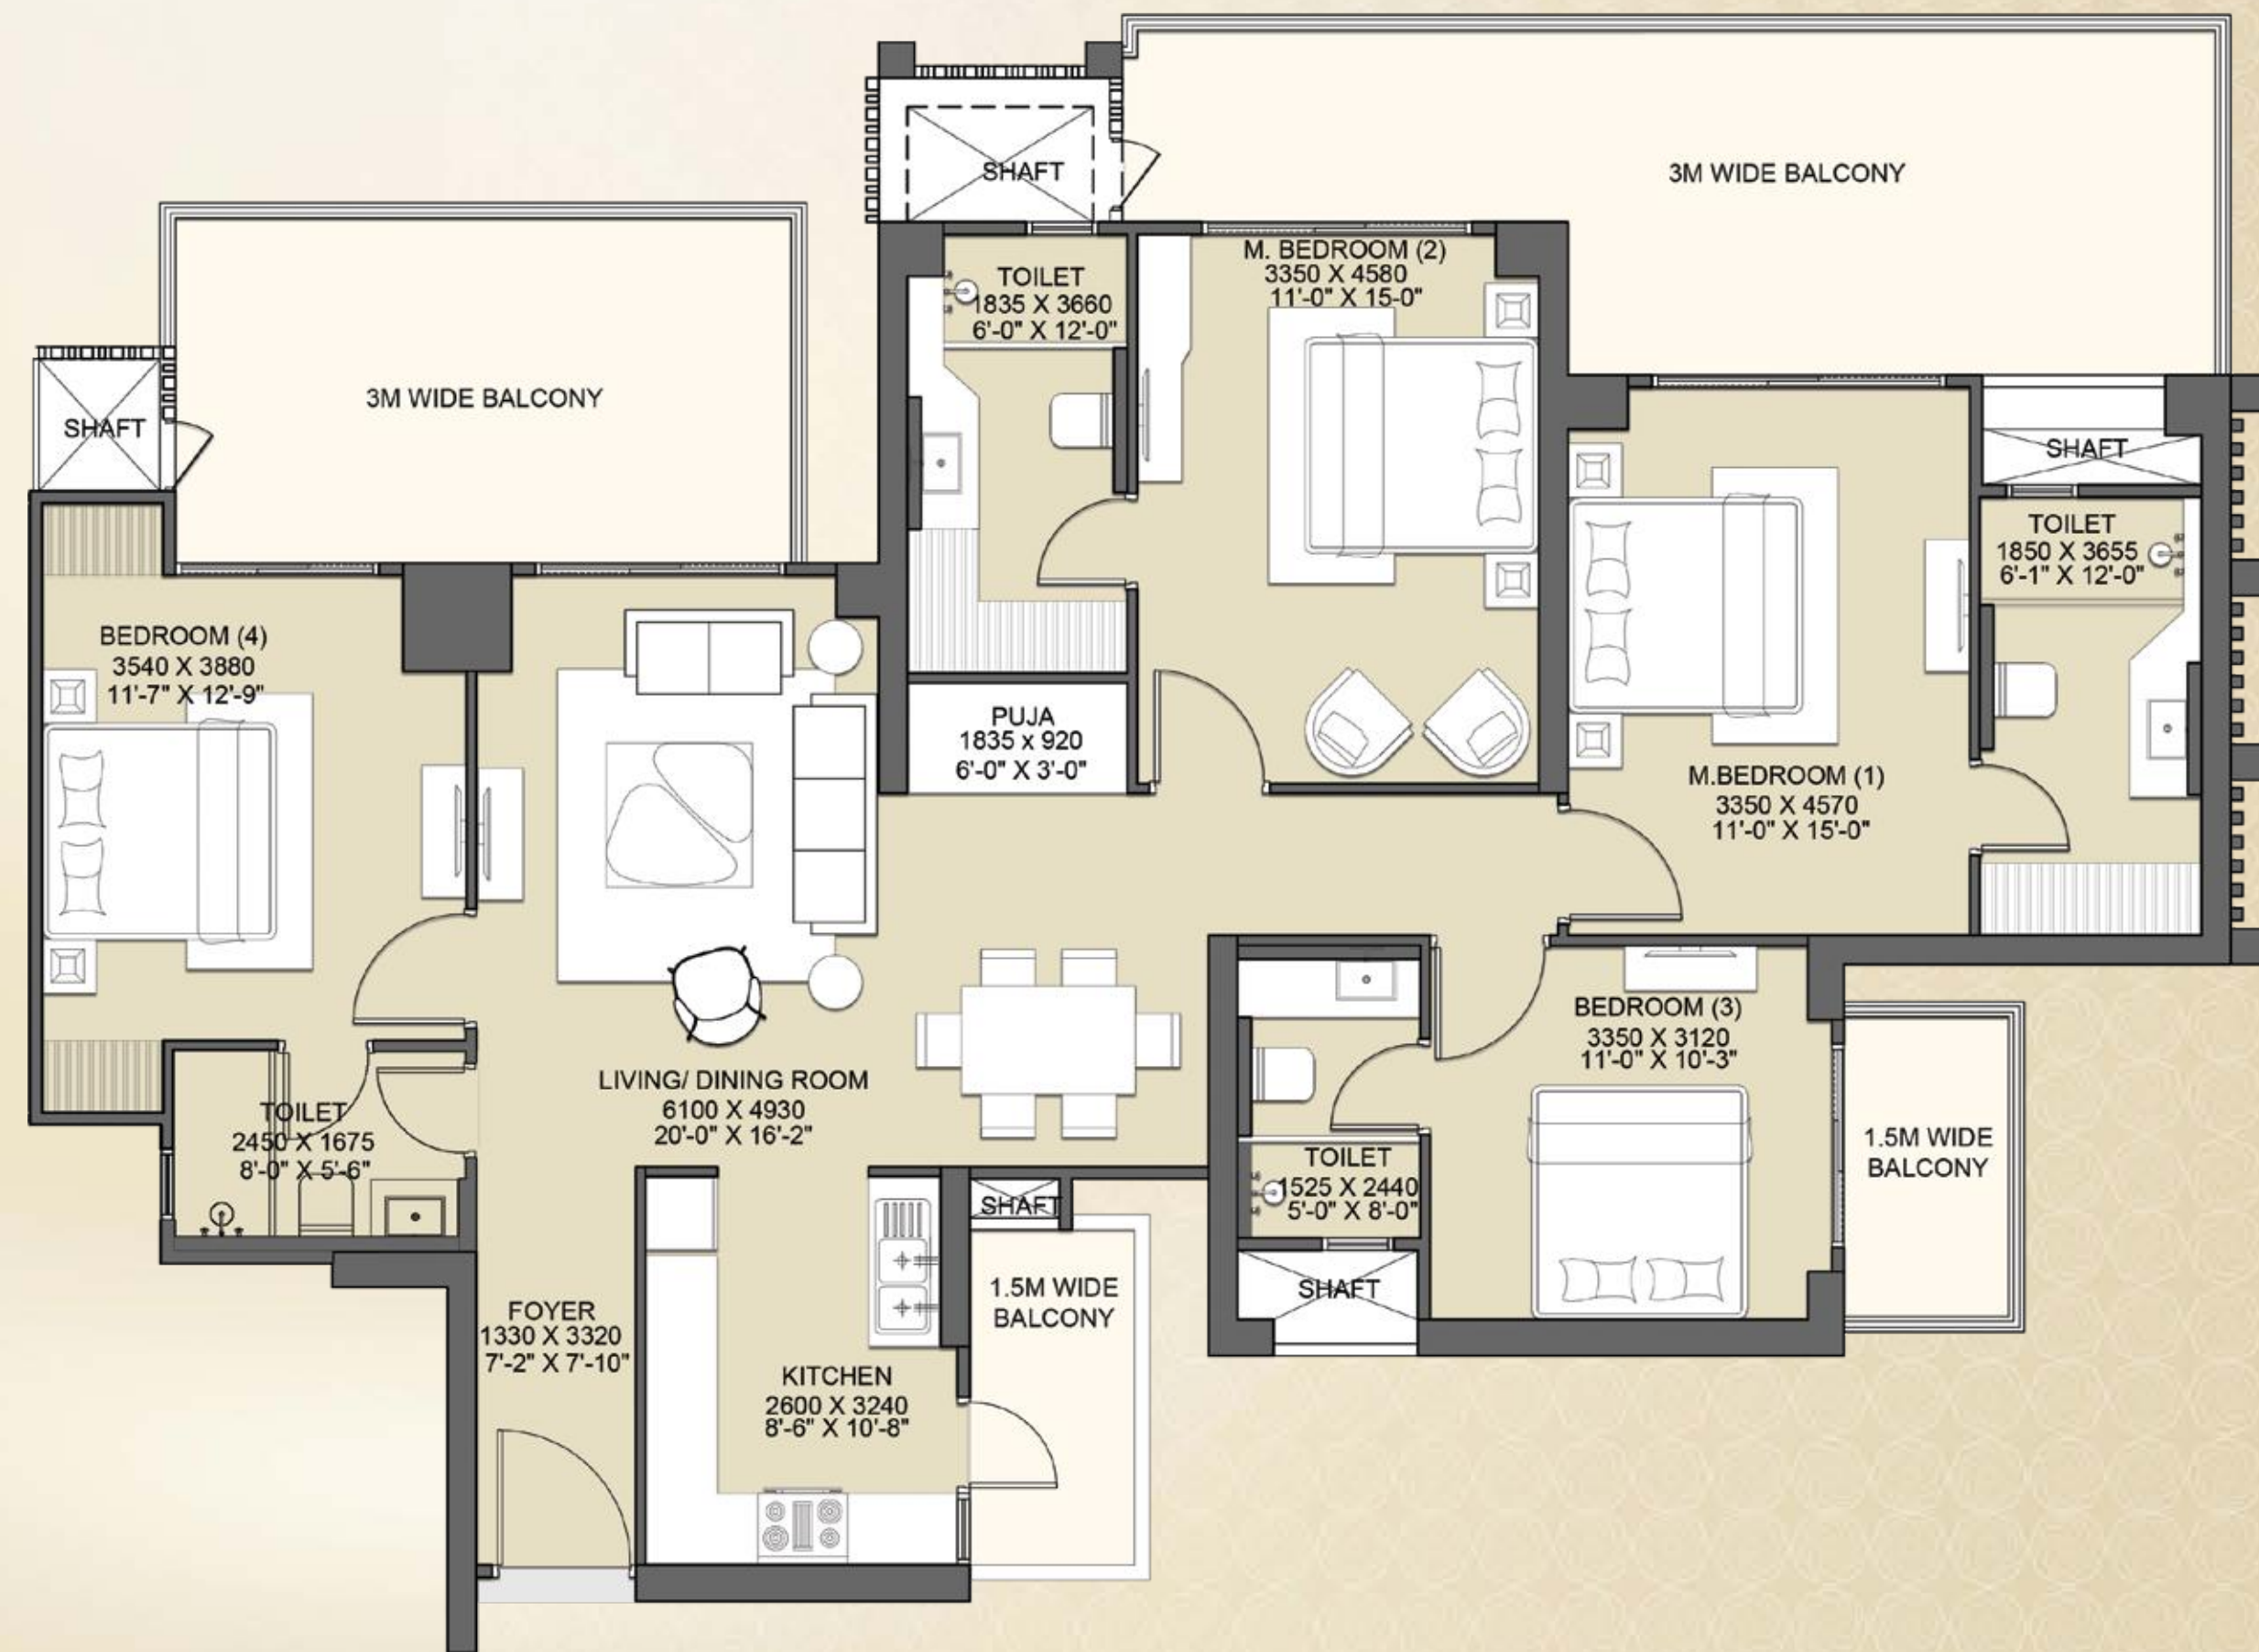 SHAFT
3M WIDE BALCONY
3M WIDE BALCONY
SHAFT
TOILET
1835 X 3660
6'-0" X 12'-0"
M. BEDROOM (2)
3350 X 4580
11'-0" X 15-0"
SHAFT
TOILET
1850 X 3655
6'-1" X 12'-0"
BEDROOM (4)
3540 X 3880
11'-7" X 12'-9"
PUJA
1835 x 920
6'-0" X 3'-0"
M.BEDROOM (1)
3350 X 4570
11'-0" X 15'-0"
LIVING/ DINING ROOM
6100 X 4930
20'-0" X 16'-2"
BEDROOM (3)
3350 X 3120
11'-0" X 10'-3"
TOILET
2450 X 1675
8'-0" X 5'-6"
1.5M WIDE
BALCONY
TOILET
1525 X 2440
5'-0" X 8'-0"
SHAFT
SHAFT
1.5M WIDE
BALCONY
FOYER
1330 X 3320
7'-2" X 7'-10"
KITCHEN
2600 X 3240
8'-6" X 10'-8"